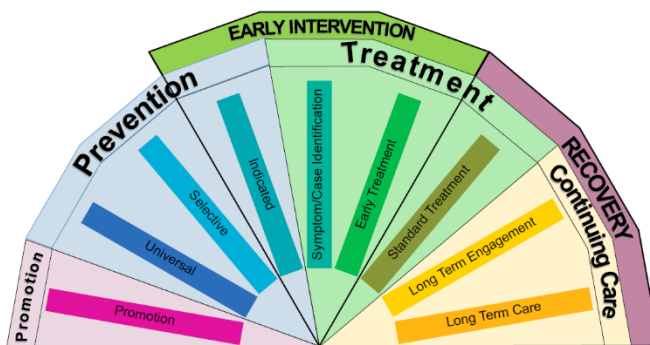 EARLY INTERVENTION
Treatment
Prevention
RECOVERY
Continuing Care
Promotion
Promotion
Universal
Selective
Indicated
Symptom/Case Identification
Early Treatment
Standard Treatment
Long Term Engagement
Long Term Care